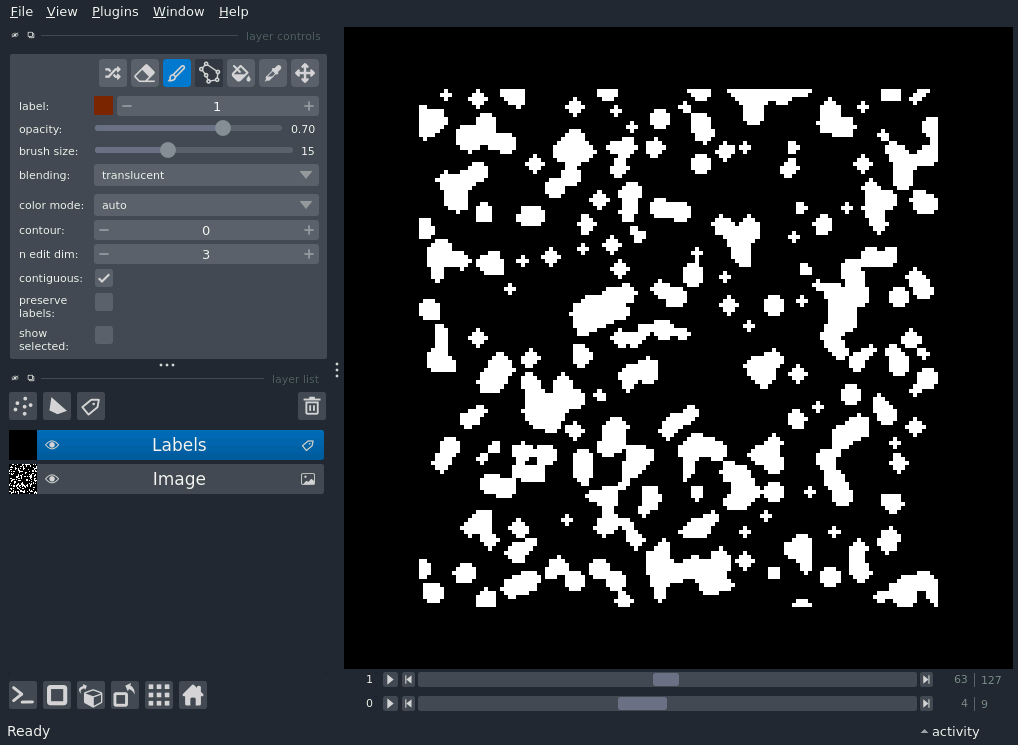 File View Plugins Window Help
layer controls
label: 1
opacity: 0.70
brush size: 15
blending: translucent
color mode: auto
contour: 0
n edit dim: 3
contiguous:
preserve
labels:
show
selected:
layer list
Labels
Image
1 63 127
0 4 9
Ready activity